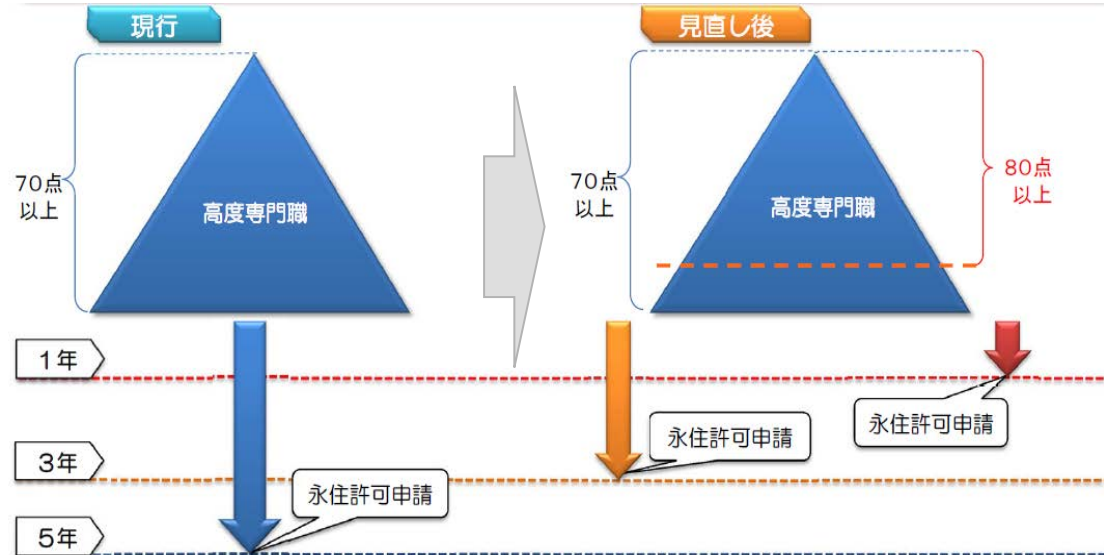 現行
見直し後
70点
以上
高度専門職
70点
以上
高度専門職
80点
以上
1年
永住許可申請
3年
永住許可申請
永住許可申請
5年